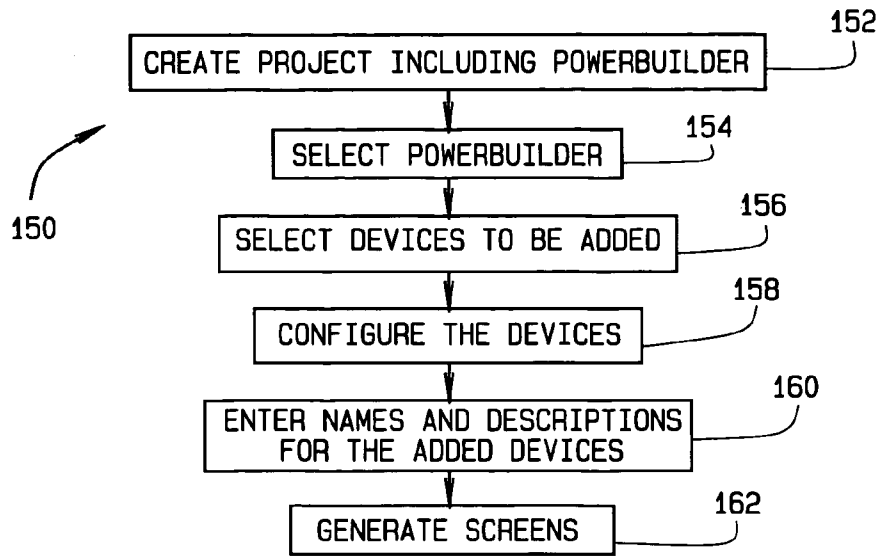 152
CREATE PROJECT INCLUDING POWERBUILDER
154
SELECT POWERBUILDER
150
156
SELECT DEVICES TO BE ADDED
158
CONFIGURE THE DEVICES
160
ENTER NAMES AND DESCRIPTIONS
FOR THE ADDED DEVICES
162
GENERATE SCREENS